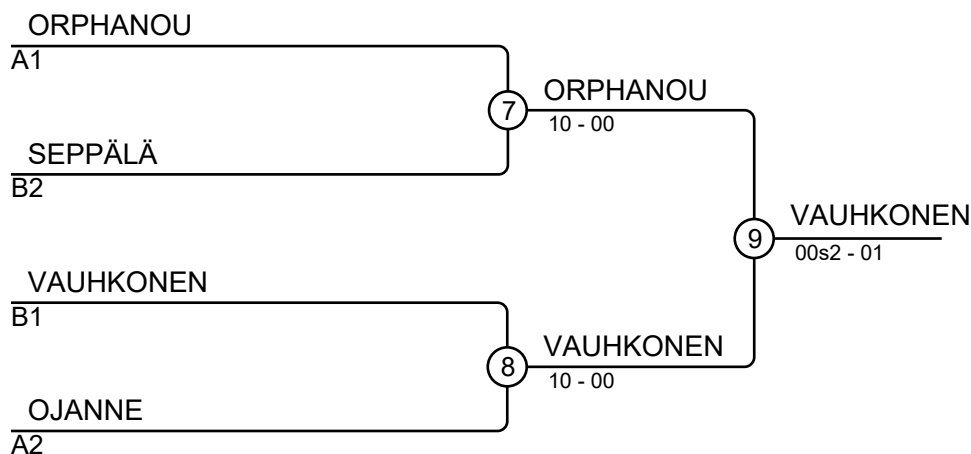 ORPHANOU
A1
7
ORPHANOU
10 - 00
SEPPÄLÄ
B2
9
VAUHKONEN
00s2 - 01
VAUHKONEN
B1
8
VAUHKONEN
10 - 00
OJANNE
A2